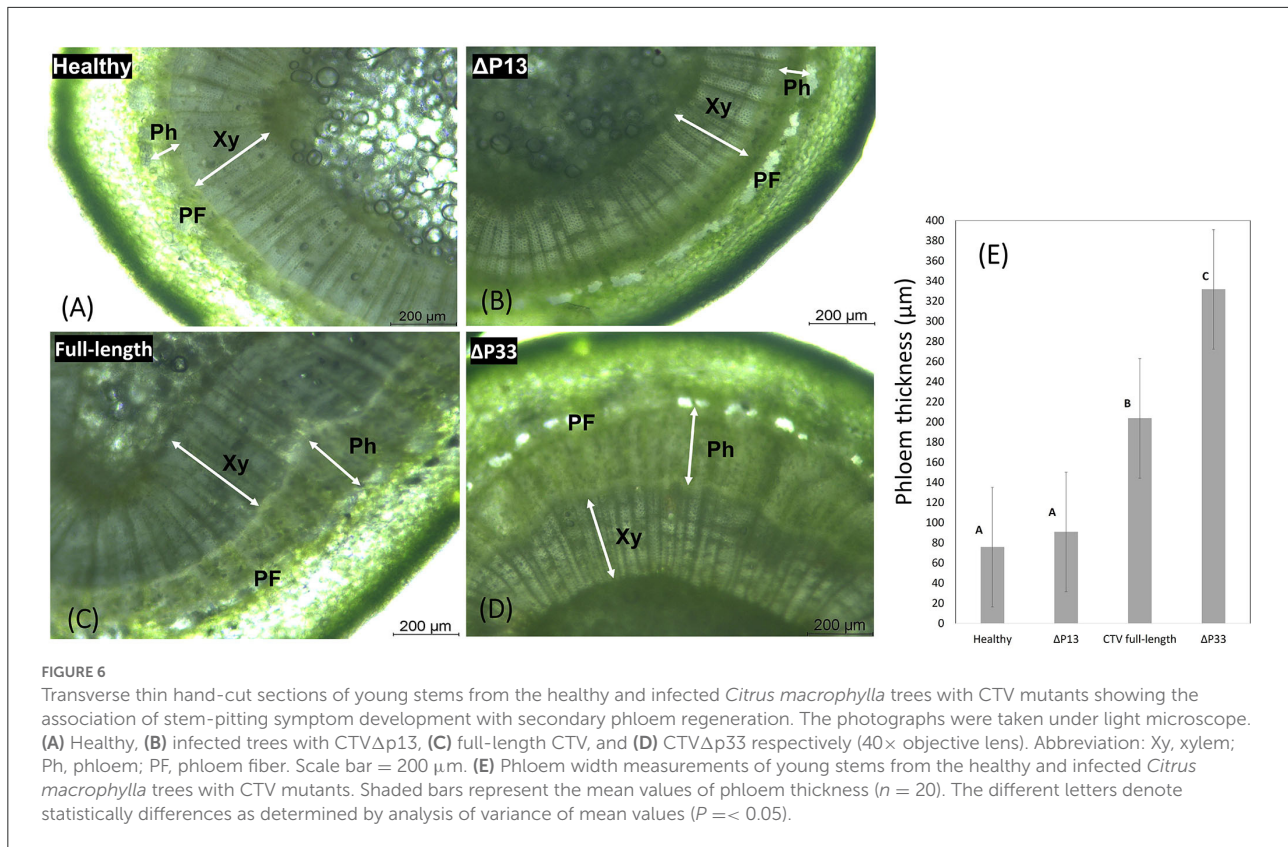 Healthy
Ph
Xy
PF
(A)
200 μm
ΔP13
Ph
Xy
PF
(B)
200 μm
Full-length
Xy
Ph
PF
(C)
200 μm
ΔP33
PF
Ph
Xy
(D)
200 μm
(E)
Phloem thickness (μm)
400
380
360
340
320
300
280
260
240
220
200
180
160
140
120
100
80
60
40
20
0
A
A
B
C
Healthy
ΔP13
CTV full-length
ΔP33
FIGURE 6
Transverse thin hand-cut sections of young stems from the healthy and infected Citrus macrophylla trees with CTV mutants showing the
association of stem-pitting symptom development with secondary phloem regeneration. The photographs were taken under light microscope.
(A) Healthy, (B) infected trees with CTVΔp13, (C) full-length CTV, and (D) CTVΔp33 respectively (40× objective lens). Abbreviation: Xy, xylem;
Ph, phloem; PF, phloem fiber. Scale bar = 200 μm. (E) Phloem width measurements of young stems from the healthy and infected Citrus
macrophylla trees with CTV mutants. Shaded bars represent the mean values of phloem thickness (n = 20). The different letters denote
statistically differences as determined by analysis of variance of mean values (P =< 0.05).